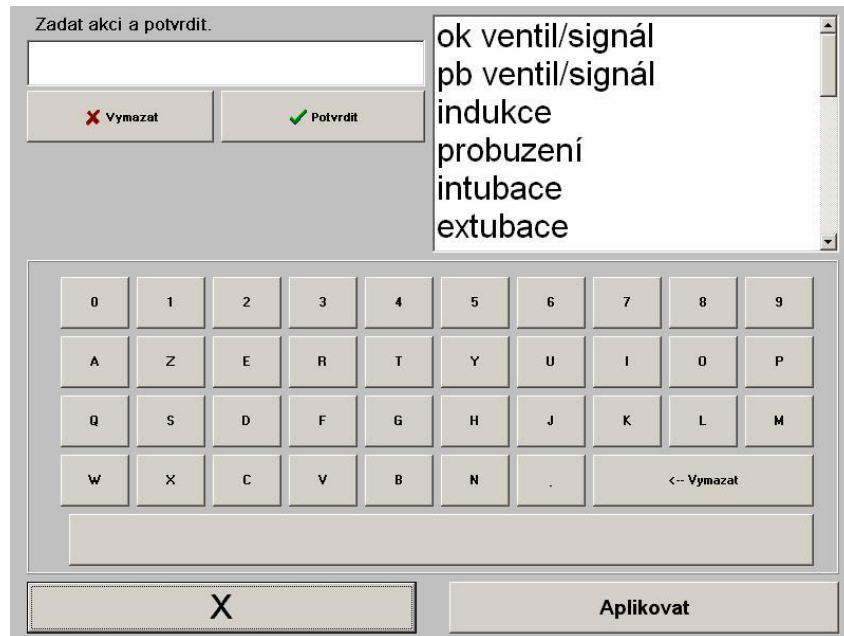 Zadat akci a potvrdit.
Vymazat
Potvrdit
ok ventil/signál
pb ventil/signál
indukce
probuzení
intubace
extubace
0 1 2 3 4 5 6 7 8 9
A Z E R T Y U I O P
Q S D F G H J K L M
W X C V B N . <-- Vymazat
X
Aplikovat